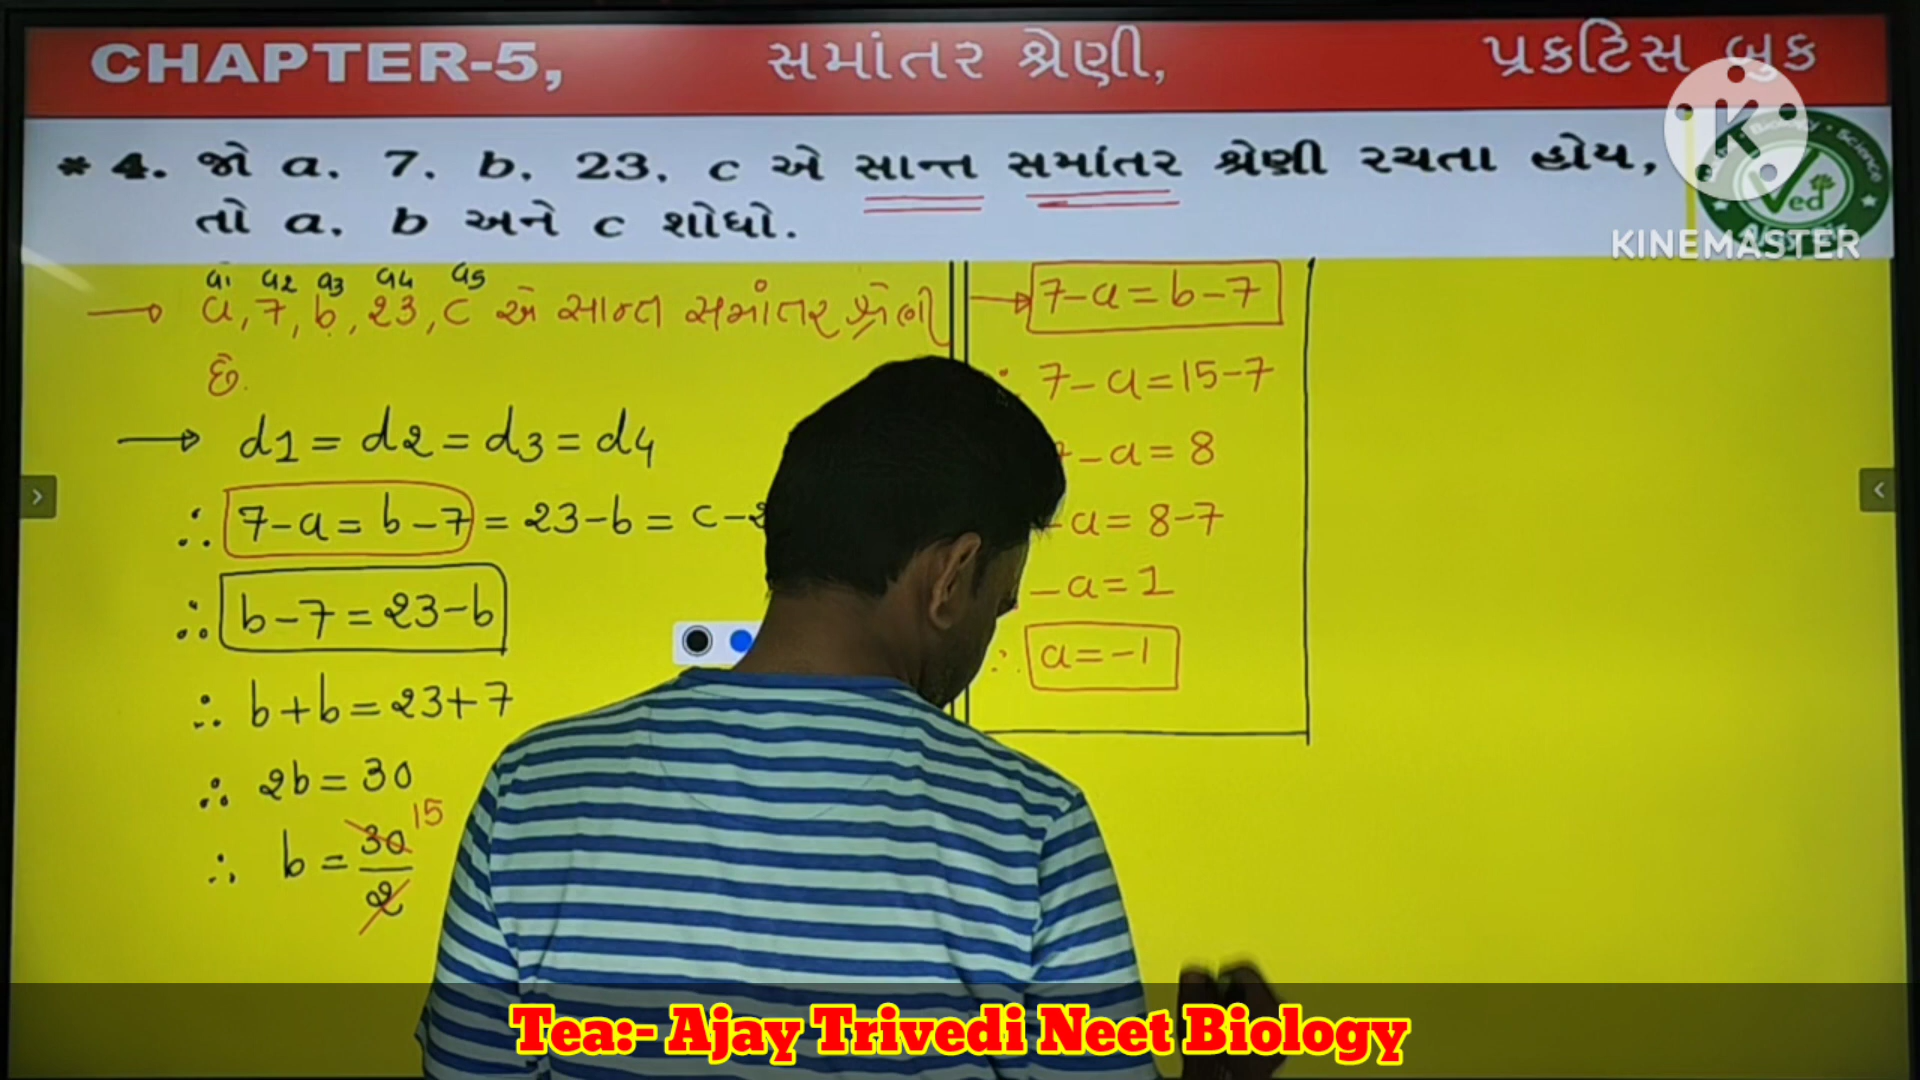 CHAPTER-5, સમાંતર શ્રેણી, પ્રકટિસ બુક
* 4. જો a, 7, b, 23, c એ સાન્ત સમાંતર શ્રેણી રચતા હોય,
તો a, b અને c શોધો.
KINEMASTER
Ved
a1 a2 a3 a4 a5
→ a, 7, b, 23, c એ સાન્ત સમાંતર શ્રેણી
છે.
→ d1 = d2 = d3 = d4
∴ 7-a = b-7 = 23-b = c-2
∴ b-7 = 23-b
∴ b+b = 23+7
∴ 2b = 30
∴ b = 30/2 15
→ 7-a = b-7
∴ 7-a = 15-7
-a = 8
-a = 8-7
-a = 1
∴ a = -1
Tea:- Ajay Trivedi Neet Biology